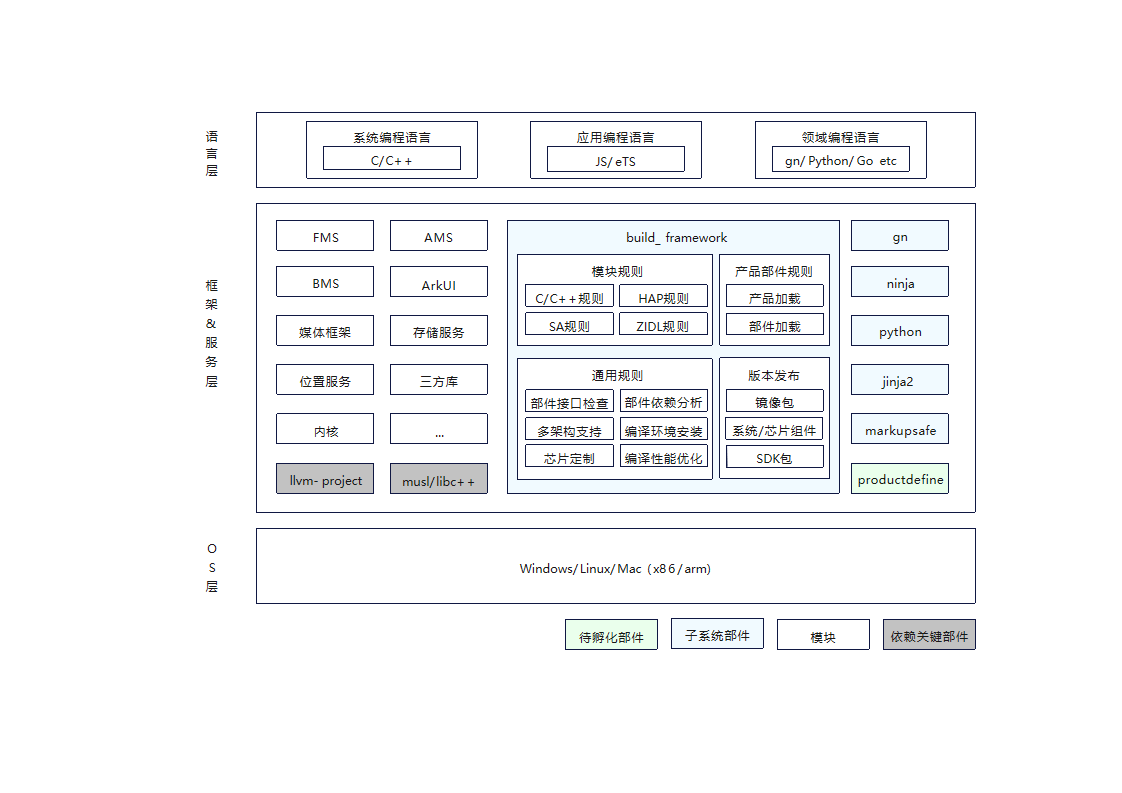 语言层
系统编程语言
C/C++
应用编程语言
JS/eTS
领域编程语言
gn/Python/Go etc
框架&服务层
FMS
AMS
BMS
ArkUI
媒体框架
存储服务
位置服务
三方库
内核
...
llvm-project
musl/libc++
build_framework
模块规则
C/C++规则
HAP规则
SA规则
ZIDL规则
产品部件规则
产品加载
部件加载
通用规则
部件接口检查
部件依赖分析
多架构支持
编译环境安装
芯片定制
编译性能优化
版本发布
镜像包
系统/芯片组件
SDK包
gn
ninja
python
jinja2
markupsafe
productdefine
OS层
Windows/Linux/Mac (x86/arm)
待孵化部件
子系统部件
模块
依赖关键部件